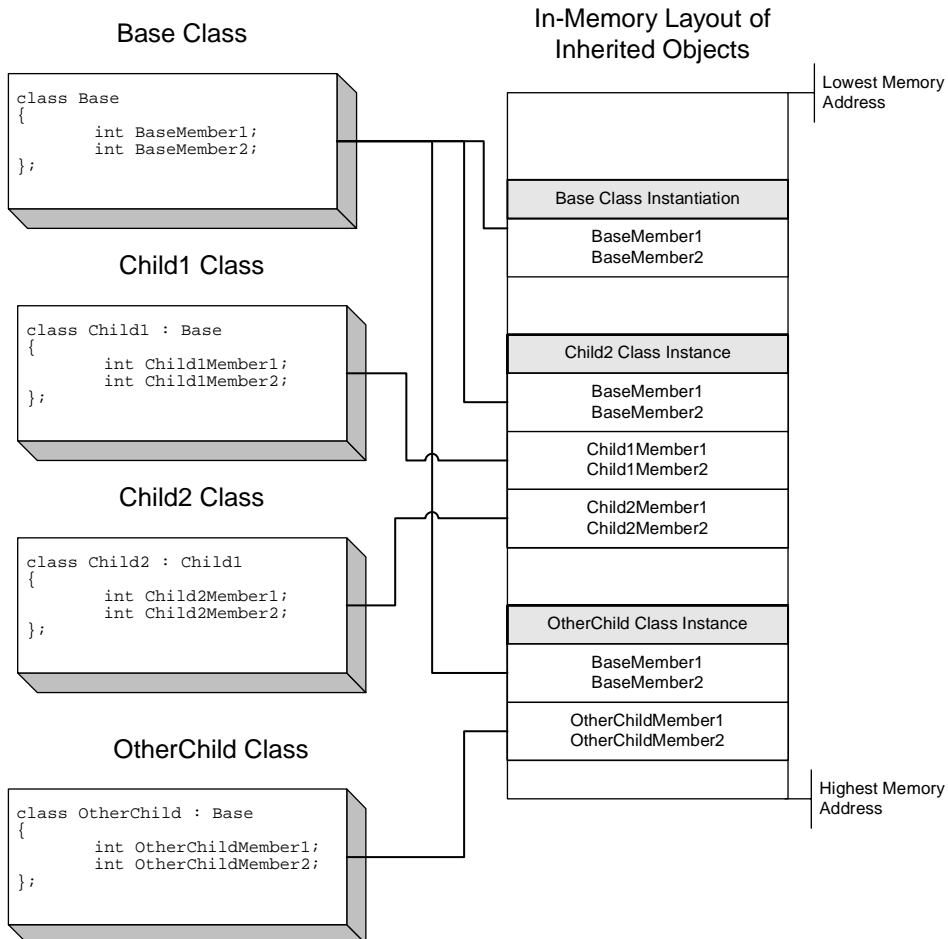 Base Class
class Base
{
int BaseMember1;
int BaseMember2;
};
Child1 Class
class Child1 : Base
{
int Child1Member1;
int Child1Member2;
};
Child2 Class
class Child2 : Child1
{
int Child2Member1;
int Child2Member2;
};
OtherChild Class
class OtherChild : Base
{
int OtherChildMember1;
int OtherChildMember2;
};
In-Memory Layout of
Inherited Objects
Lowest Memory
Address
Base Class Instantiation
BaseMember1
BaseMember2
Child2 Class Instance
BaseMember1
BaseMember2
Child1Member1
Child1Member2
Child2Member1
Child2Member2
OtherChild Class Instance
BaseMember1
BaseMember2
OtherChildMember1
OtherChildMember2
Highest Memory
Address